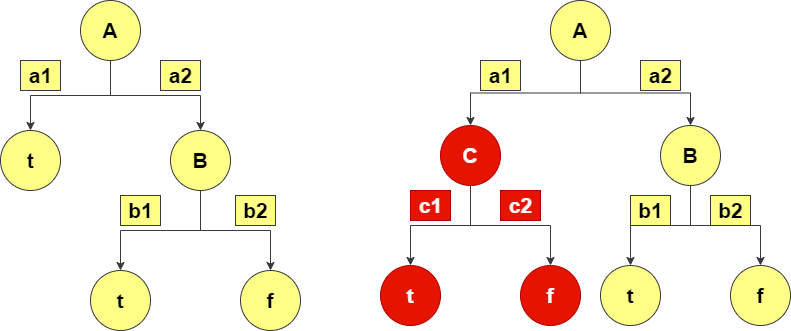 A
a1 a2
t B
b1 b2
t f
A
a1 a2
C B
c1 c2 b1 b2
t f t f